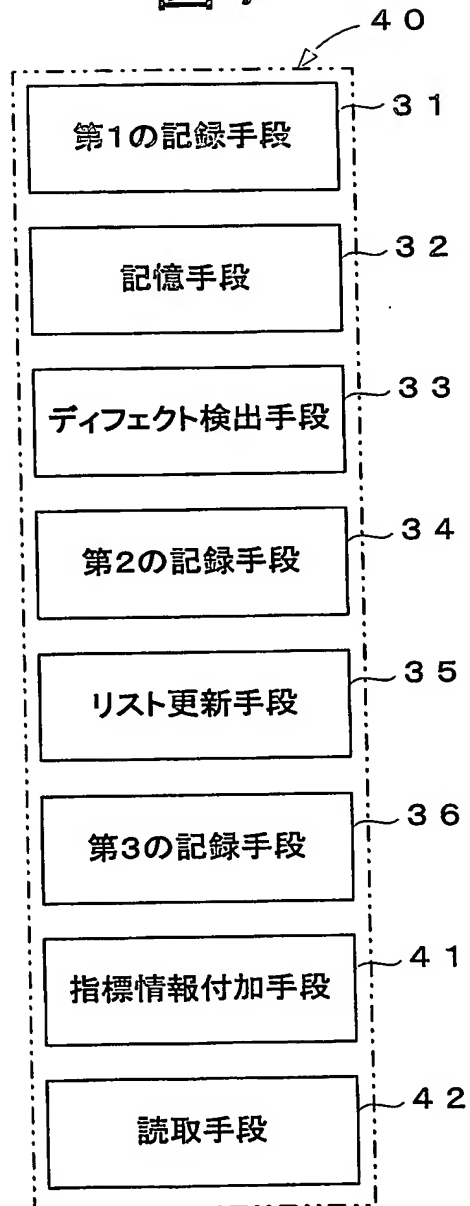 ４０
第1の記録手段
３１
記憶手段
３２
ディフェクト検出手段
３３
第2の記録手段
３４
リスト更新手段
３５
第3の記録手段
３６
指標情報付加手段
４１
読取手段
４２